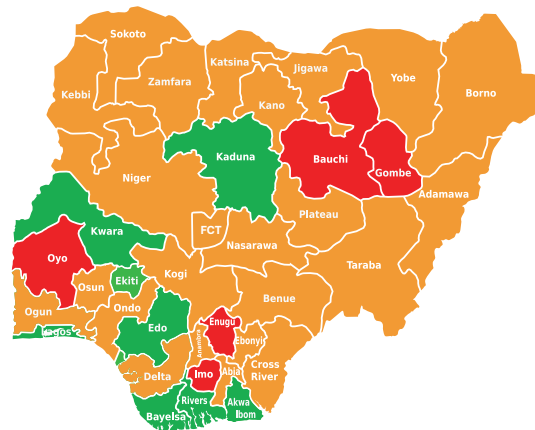 Sokoto
Katsina
Jigawa
Zamfara
Yobe
Kebbi
Kano
Borno
Kaduna
Bauchi
Gombe
Niger
Adamawa
Plateau
Kwara
FCT
Nasarawa
Oyo
Kogi
Taraba
Ekiti
Osun
Benue
Ogun
Ondo
Enugu
Lagos
Edo
Anambra
Ebonyi
Cross
River
Delta
Imo
Abia
Rivers
Akwa
Ibom
Bayelsa